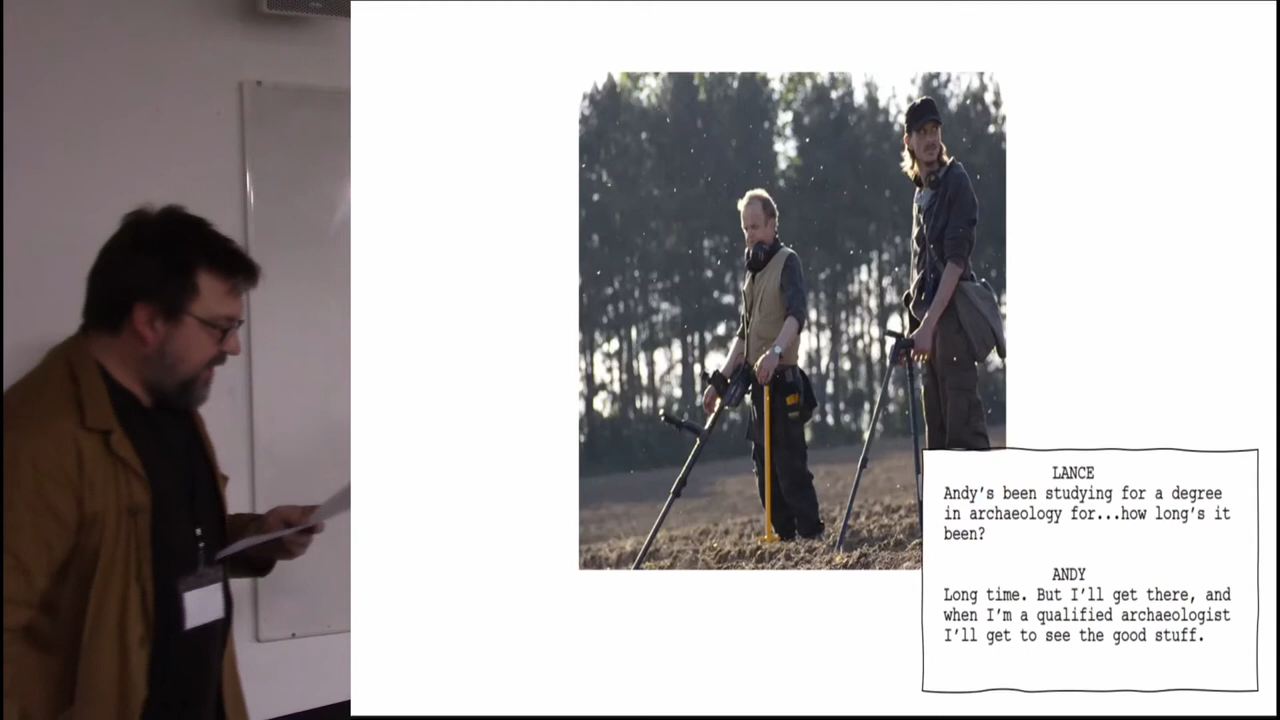 LANCE
Andy's been studying for a degree
in archaeology for...how long's it
been?
ANDY
Long time. But I'll get there, and
when I'm a qualified archaeologist
I'll get to see the good stuff.